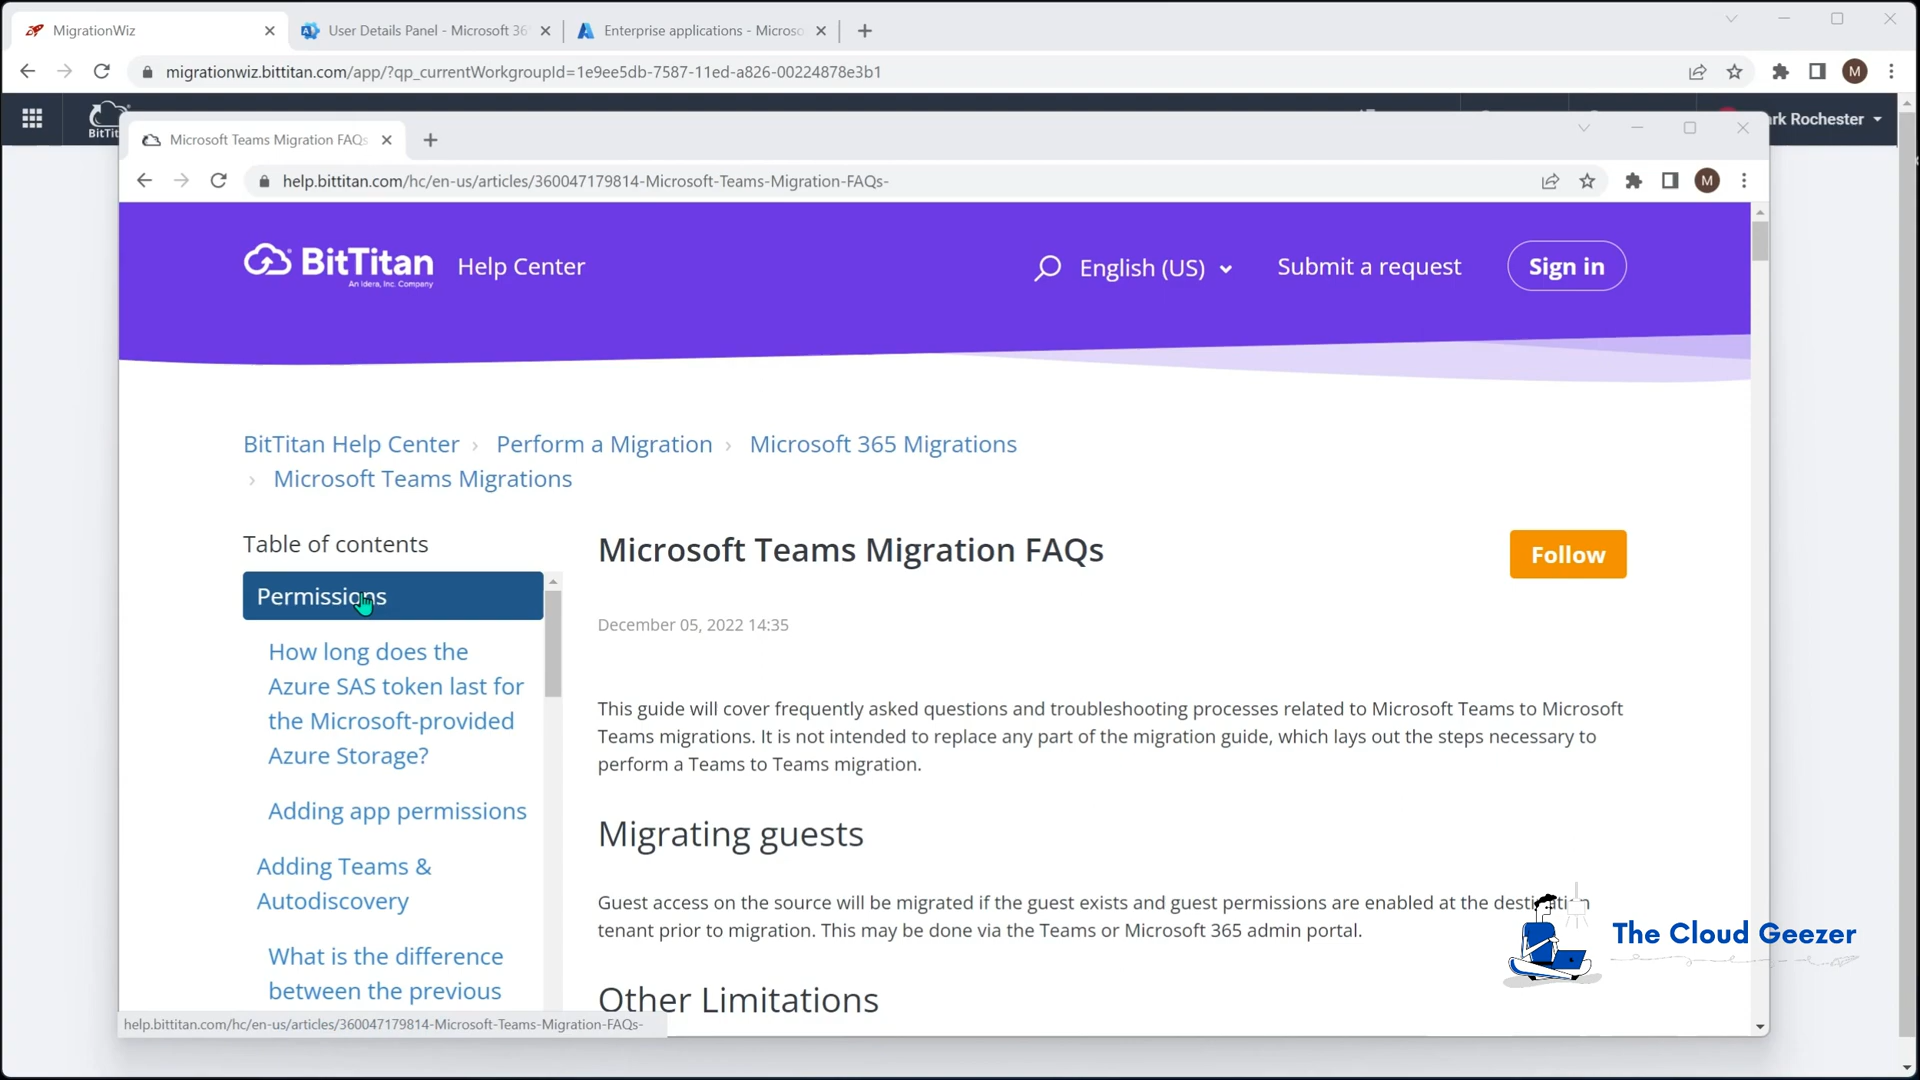 MigrationWiz
User Details Panel - Microsoft 36
Enterprise applications - Microso
migrationwiz.bittitan.com/app/?qp_currentWorkgroupId=1e9ee5db-7587-11ed-a826-00224878e3b1
M
BitTit
rk Rochester
Microsoft Teams Migration FAQs
help.bittitan.com/hc/en-us/articles/360047179814-Microsoft-Teams-Migration-FAQs-
M
BitTitan
An Idera, Inc. Company
Help Center
English (US)
Submit a request
Sign in
BitTitan Help Center › Perform a Migration › Microsoft 365 Migrations
› Microsoft Teams Migrations
Table of contents
Permissions
How long does the
Azure SAS token last for
the Microsoft-provided
Azure Storage?
Adding app permissions
Adding Teams &
Autodiscovery
What is the difference
between the previous
Microsoft Teams Migration FAQs
Follow
December 05, 2022 14:35
This guide will cover frequently asked questions and troubleshooting processes related to Microsoft Teams to Microsoft
Teams migrations. It is not intended to replace any part of the migration guide, which lays out the steps necessary to
perform a Teams to Teams migration.
Migrating guests
Guest access on the source will be migrated if the guest exists and guest permissions are enabled at the destination
tenant prior to migration. This may be done via the Teams or Microsoft 365 admin portal.
Other Limitations
The Cloud Geezer
help.bittitan.com/hc/en-us/articles/360047179814-Microsoft-Teams-Migration-FAQs-